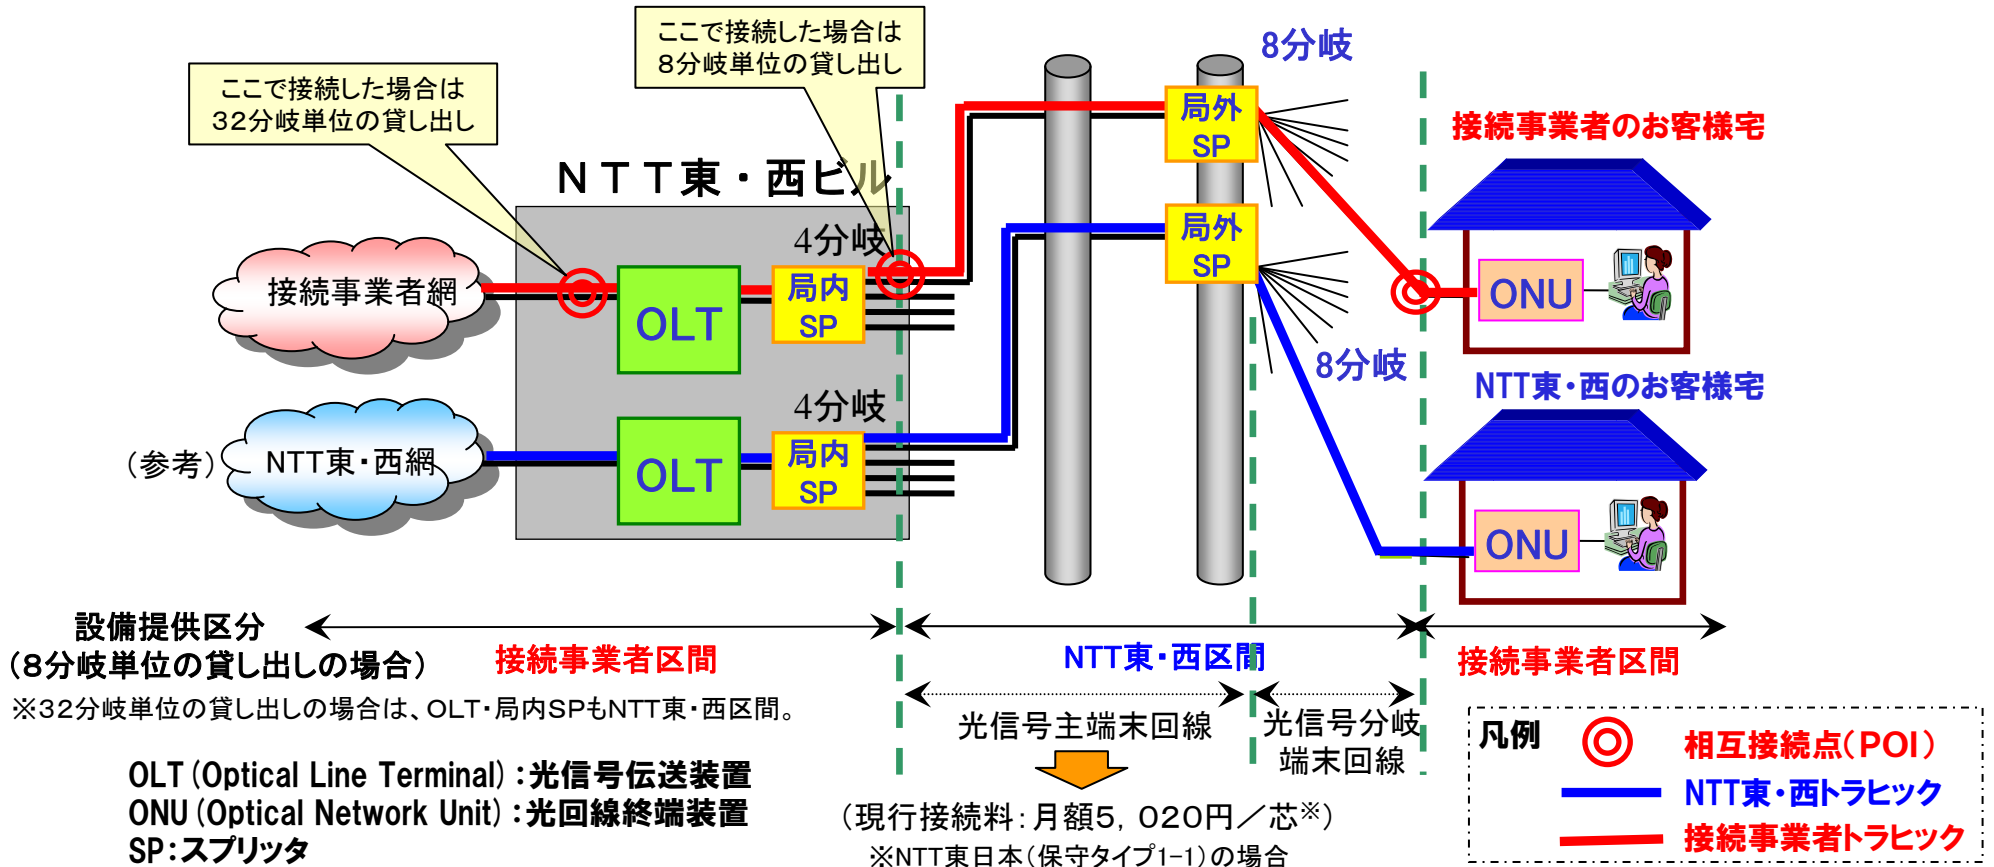 ここで接続した場合は
8分岐単位の貸し出し
ここで接続した場合は
32分岐単位の貸し出し
8分岐
局外
SP
接続事業者のお客様宅
NTT東・西ビル
4分岐
局外
SP
接続事業者網
OLT
局内
SP
ONU
8分岐
NTT東・西のお客様宅
4分岐
(参考)
NTT東・西網
OLT
局内
SP
ONU
設備提供区分
(8分岐単位の貸し出しの場合)
接続事業者区間
NTT東・西区間
接続事業者区間
※32分岐単位の貸し出しの場合は、OLT・局内SPもNTT東・西区間。
光信号主端末回線
光信号分岐
端末回線
凡例
相互接続点(POI)
NTT東・西トラヒック
接続事業者トラヒック
OLT(Optical Line Terminal):光信号伝送装置
ONU(Optical Network Unit):光回線終端装置
SP:スプリッタ
(現行接続料:月額5,020円/芯※)
※NTT東日本(保守タイプ1-1)の場合